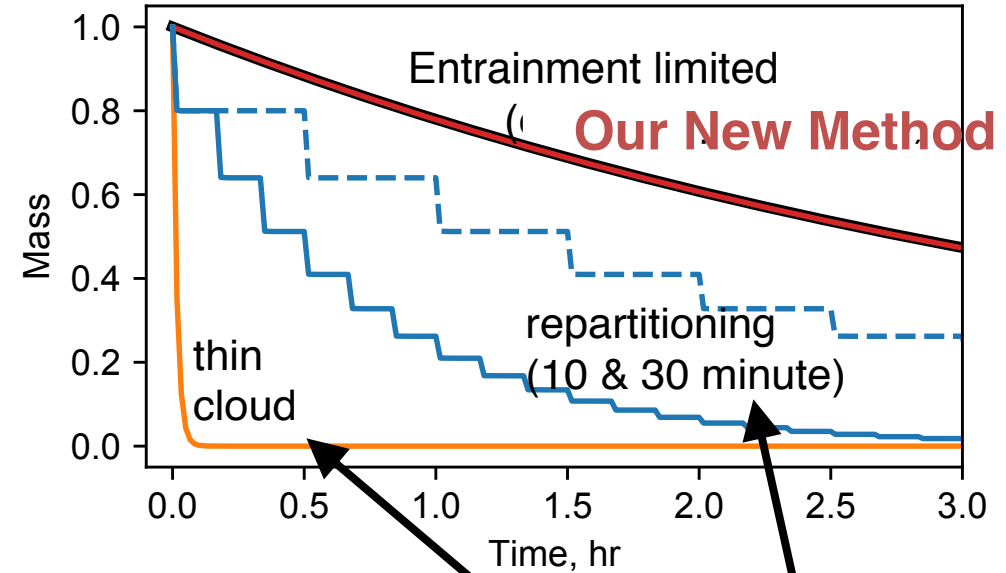 Entrainment limited
(
Our New Method
1.0
0.8
0.6
0.4
0.2
0.0
Mass
thin
cloud
repartitioning
(10 & 30 minute)
0.0 0.5 1.0 1.5 2.0 2.5 3.0
Time, hr